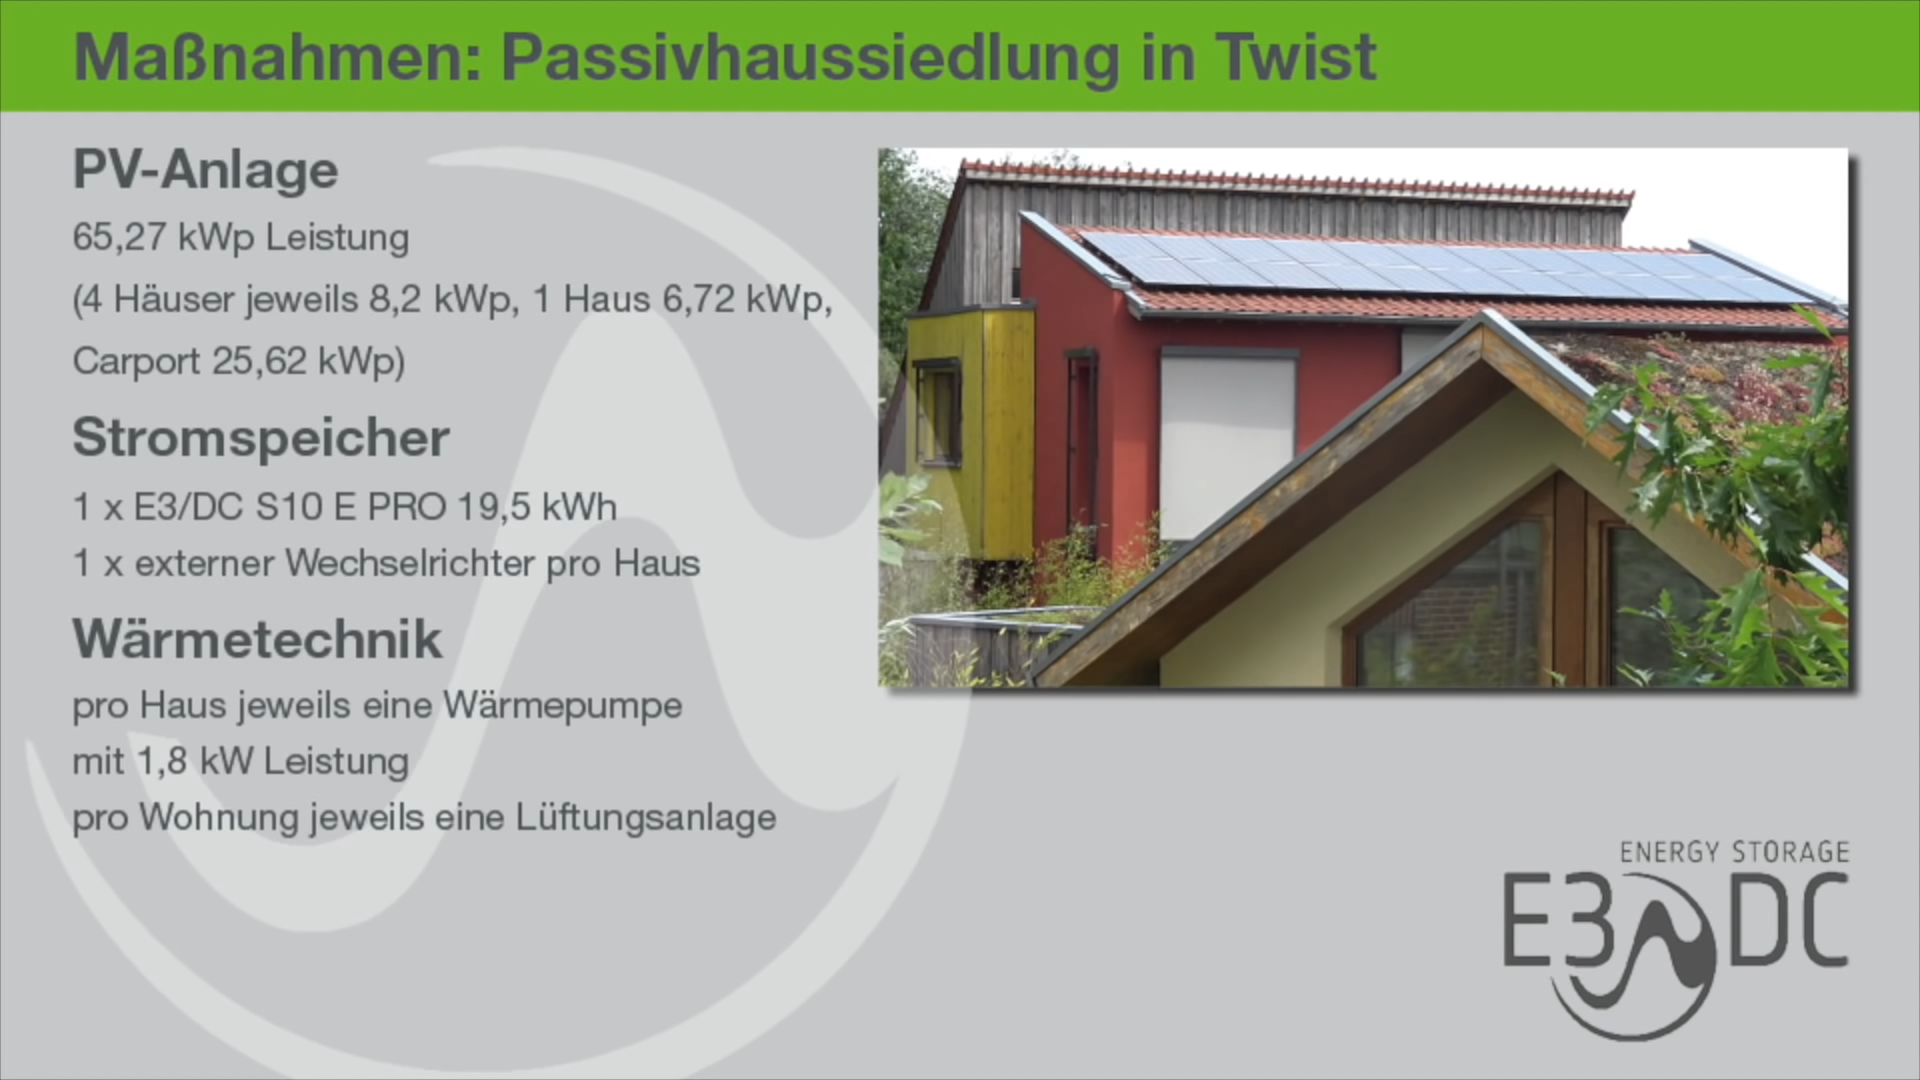 Maßnahmen: Passivhaussiedlung in Twist
PV-Anlage
65,27 kWp Leistung
(4 Häuser jeweils 8,2 kWp, 1 Haus 6,72 kWp,
Carport 25,62 kWp)
Stromspeicher
1 x E3/DC S10 E PRO 19,5 kWh
1 x externer Wechselrichter pro Haus
Wärmetechnik
pro Haus jeweils eine Wärmepumpe
mit 1,8 kW Leistung
pro Wohnung jeweils eine Lüftungsanlage
ENERGY STORAGE
E3 DC